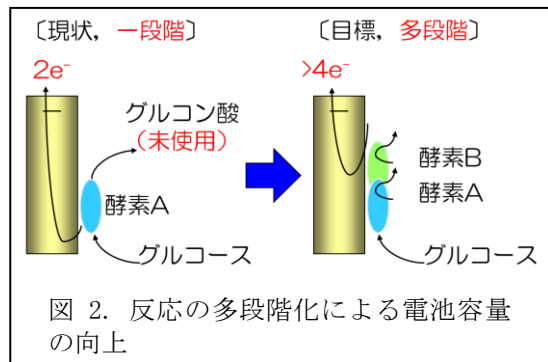 〔現状,一段階〕
2e⁻
グルコン酸
(未使用)
酵素A
グルコース
〔目標,多段階〕
>4e⁻
酵素B
酵素A
グルコース
図 2. 反応の多段階化による電池容量
の向上